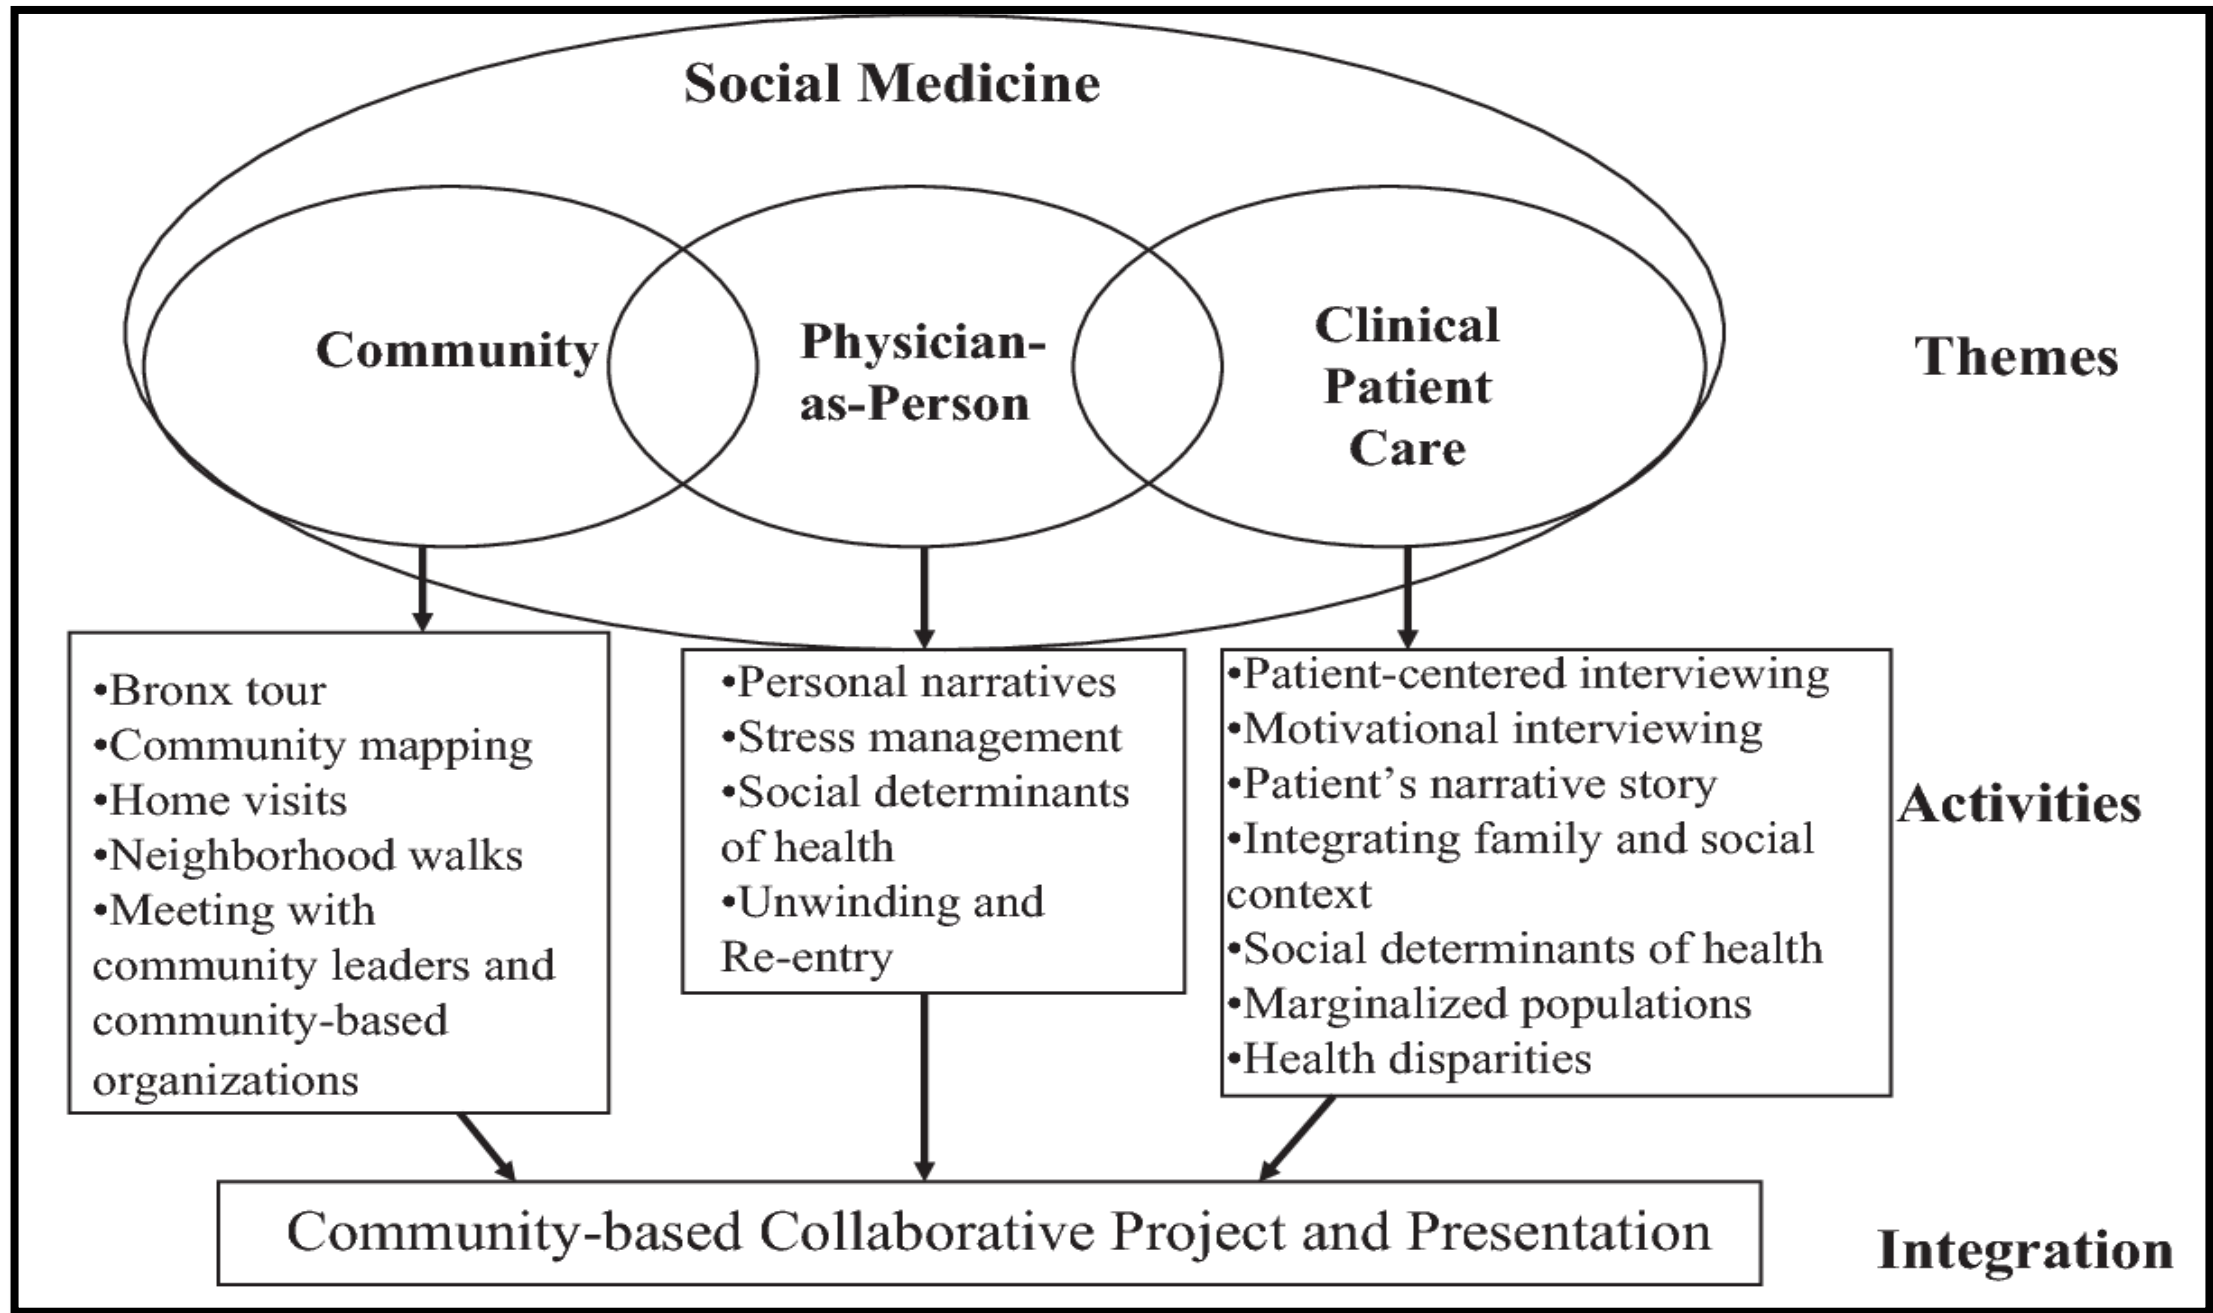 Social Medicine
Community
Physician-
as-Person
Clinical
Patient
Care
Themes
•Bronx tour
•Community mapping
•Home visits
•Neighborhood walks
•Meeting with
community leaders and
community-based
organizations
•Personal narratives
•Stress management
•Social determinants
of health
•Unwinding and
Re-entry
•Patient-centered interviewing
•Motivational interviewing
•Patient’s narrative story
•Integrating family and social
context
•Social determinants of health
•Marginalized populations
•Health disparities
Activities
Community-based Collaborative Project and Presentation
Integration